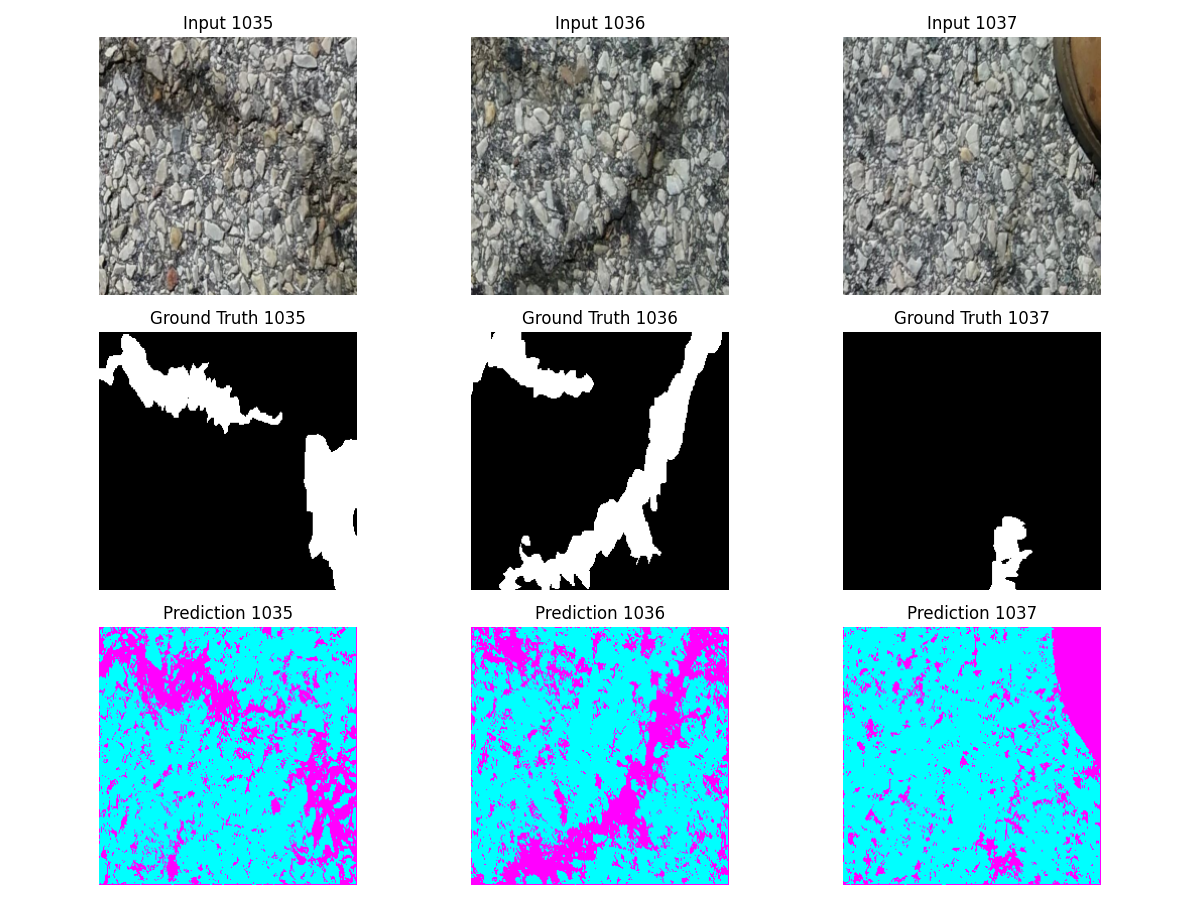 Input 1035
Input 1036
Input 1037
Ground Truth 1035
Ground Truth 1036
Ground Truth 1037
Prediction 1035
Prediction 1036
Prediction 1037